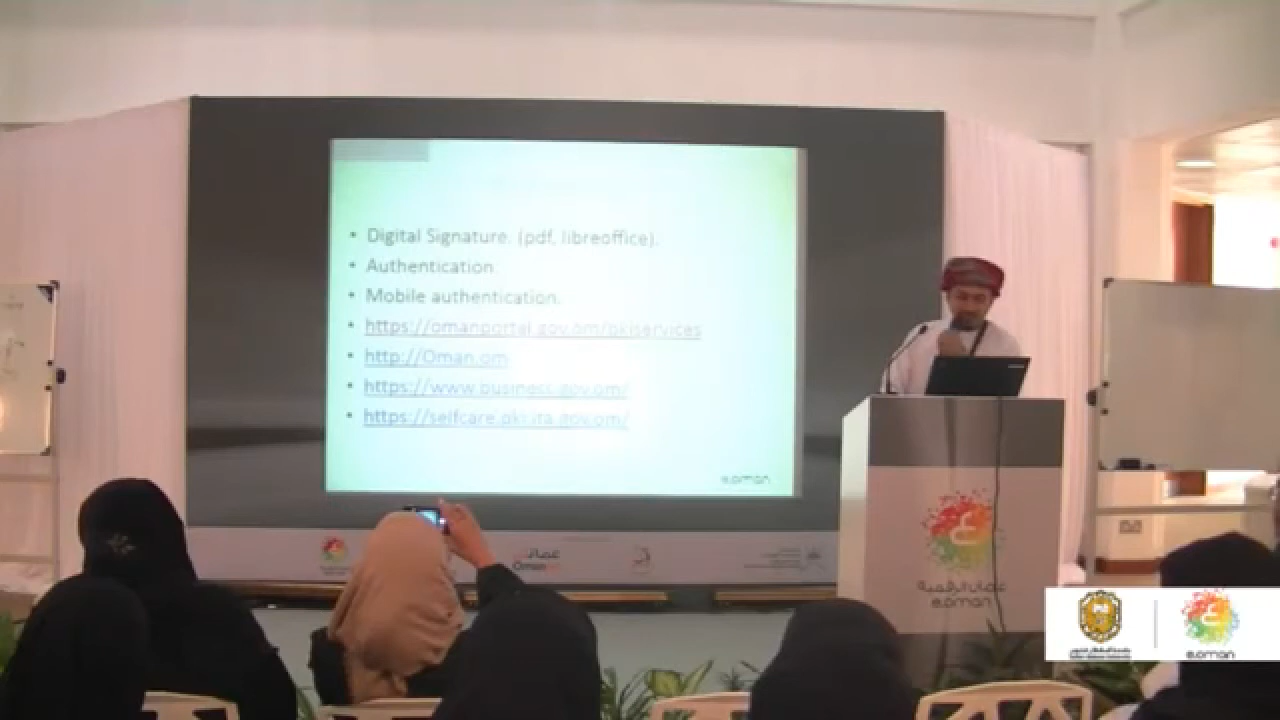 • Digital Signature. (pdf, libreoffice).
• Authentication
• Mobile authentication.
• https://omanportal.gov.om/pkiservices
• http://Oman.om
• https://www.business.gov.om/
• https://selfcare.pki.ita.gov.om/
e.oman
عمان الرقمية
e.oman
e.oman